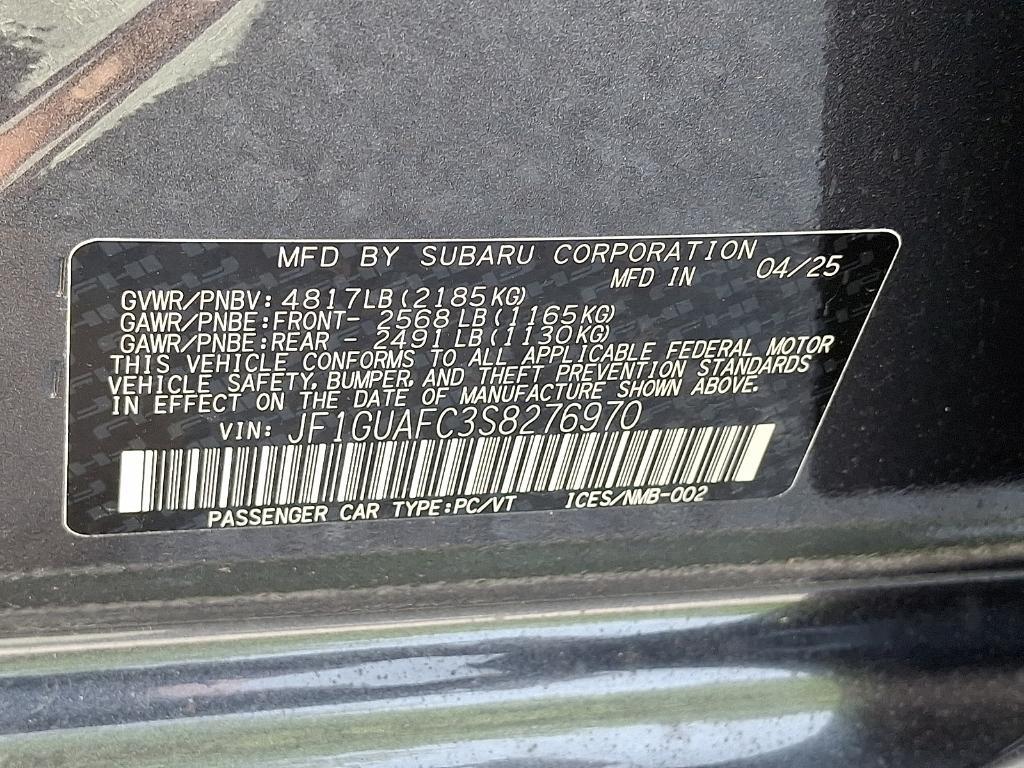 MFD BY SUBARU CORPORATION
MFD IN 04/25
GVWR/PNBV: 4817LB(2185KG)
GAWR/PNBE:FRONT- 2568LB(1165KG)
GAWR/PNBE:REAR - 2491LB(1130KG)
THIS VEHICLE CONFORMS TO ALL APPLICABLE FEDERAL MOTOR
VEHICLE SAFETY, BUMPER, AND THEFT PREVENTION STANDARDS
IN EFFECT ON THE DATE OF MANUFACTURE SHOWN ABOVE.
VIN: JF1GUAFC3S8276970
PASSENGER CAR TYPE:PC/VT ICES/NMB-002